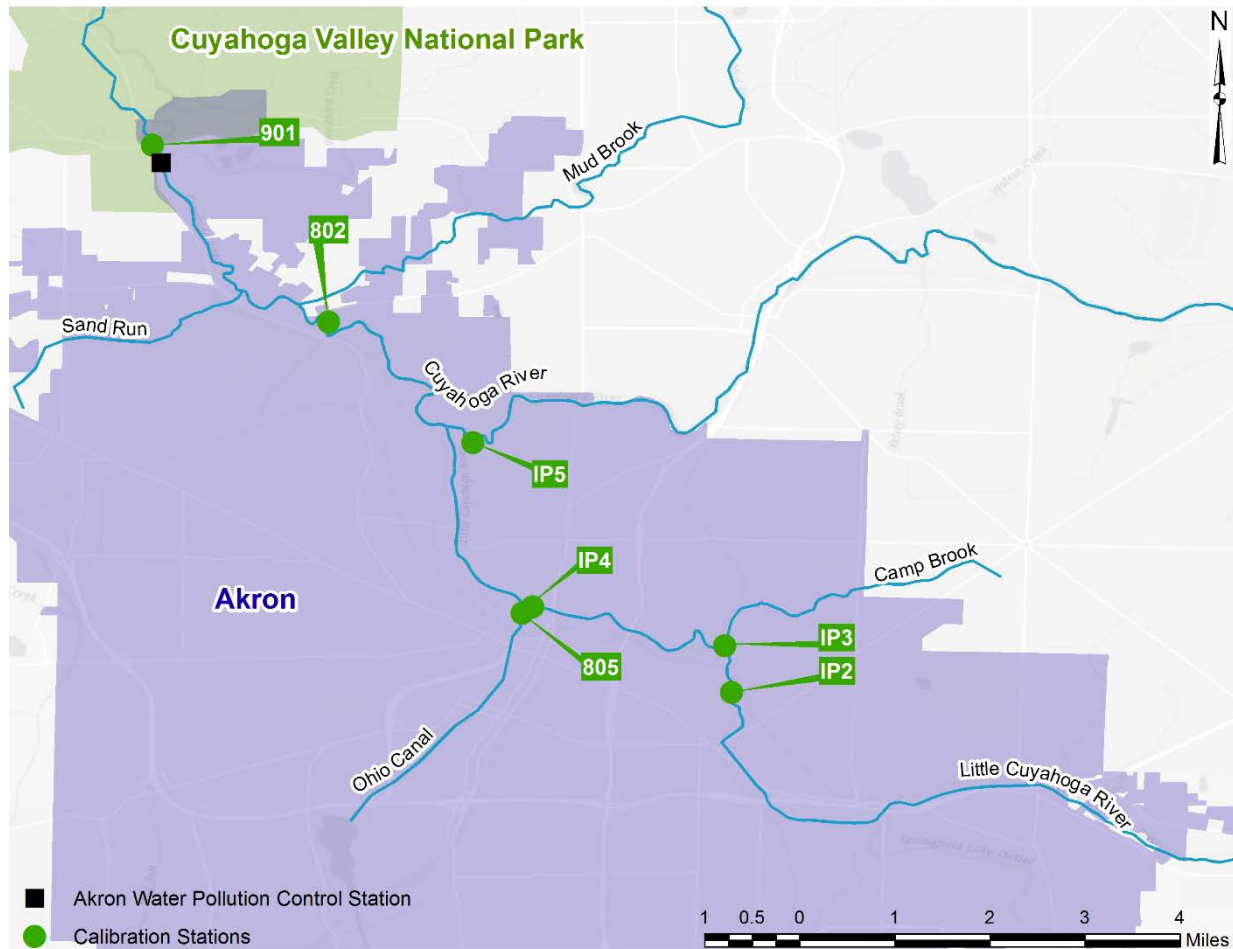 Cuyahoga Valley National Park
N
901
Mud Brook
802
Sand Run
Cuyahoga River
IP5
IP4
Camp Brook
Akron
IP3
805
IP2
Ohio Canal
Little Cuyahoga River
Akron Water Pollution Control Station
Calibration Stations
1 0.5 0 1 2 3 4
Miles